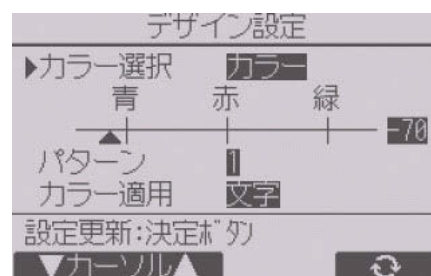 デザイン設定
▶カラー選択 カラー
青 赤 緑
-70
パターン 1
カラー適用 文字
設定更新:決定ボタン
▼カーソル▲